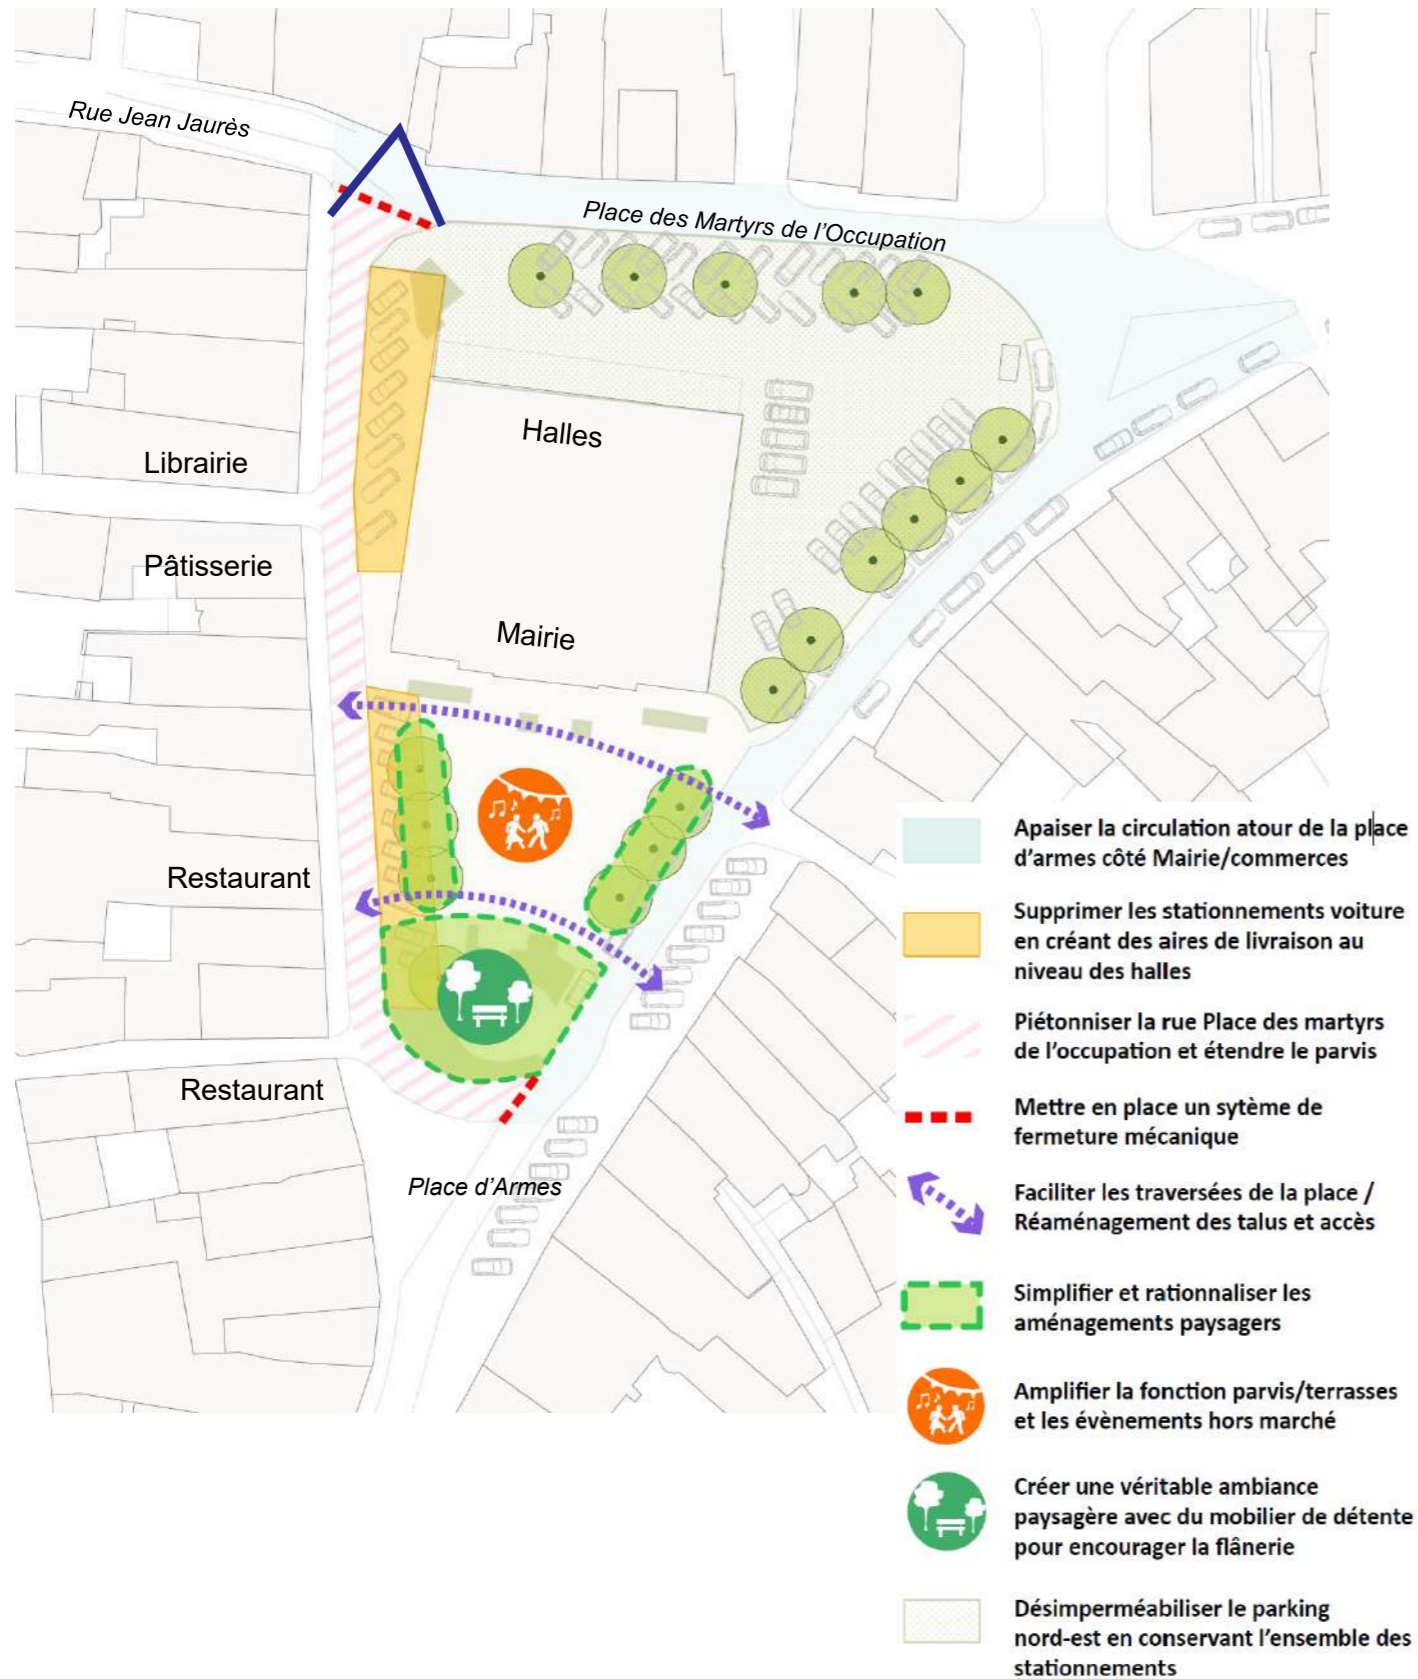 Rue Jean Jaurès
Place des Martyrs de l'Occupation
Halles
Librairie
Pâtisserie
Mairie
Restaurant
Restaurant
Place d'Armes
Apaiser la circulation atour de la place
d'armes côté Mairie/commerces
Supprimer les stationnements voiture
en créant des aires de livraison au
niveau des halles
Piétonniser la rue Place des martyrs
de l'occupation et étendre le parvis
Mettre en place un sytème de
fermeture mécanique
Faciliter les traversées de la place /
Réaménagement des talus et accès
Simplifier et rationnaliser les
aménagements paysagers
Amplifier la fonction parvis/terrasses
et les évènements hors marché
Créer une véritable ambiance
paysagère avec du mobilier de détente
pour encourager la flânerie
Désimperméabiliser le parking
nord-est en conservant l'ensemble des
stationnements